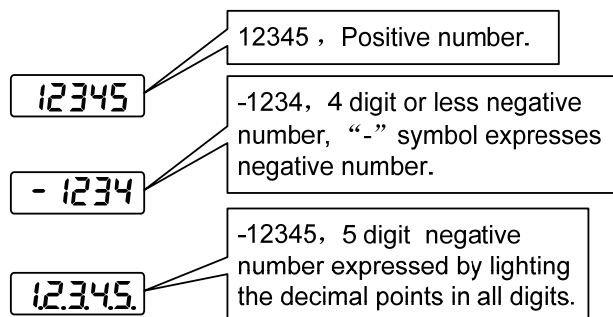 12345，Positive number.
12345
-1234，4 digit or less negative
number, “-” symbol expresses
negative number.
- 1234
-12345，5 digit negative
number expressed by lighting
the decimal points in all digits.
1.2.3.4.5.